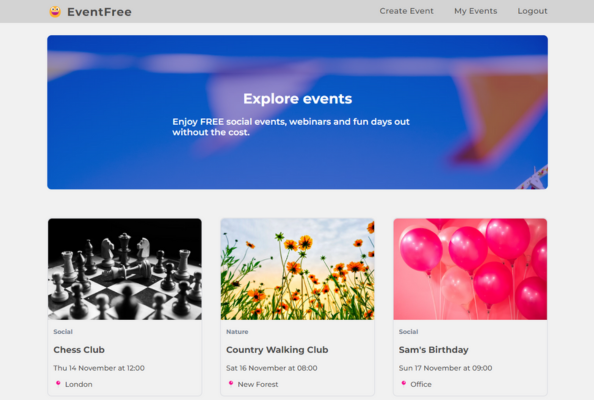 EventFree
Create Event
My Events
Logout
Explore events
Enjoy FREE social events, webinars and fun days out
without the cost.
Social
Chess Club
Thu 14 November at 12:00
London
Nature
Country Walking Club
Sat 16 November at 08:00
New Forest
Social
Sam's Birthday
Sun 17 November at 09:00
Office